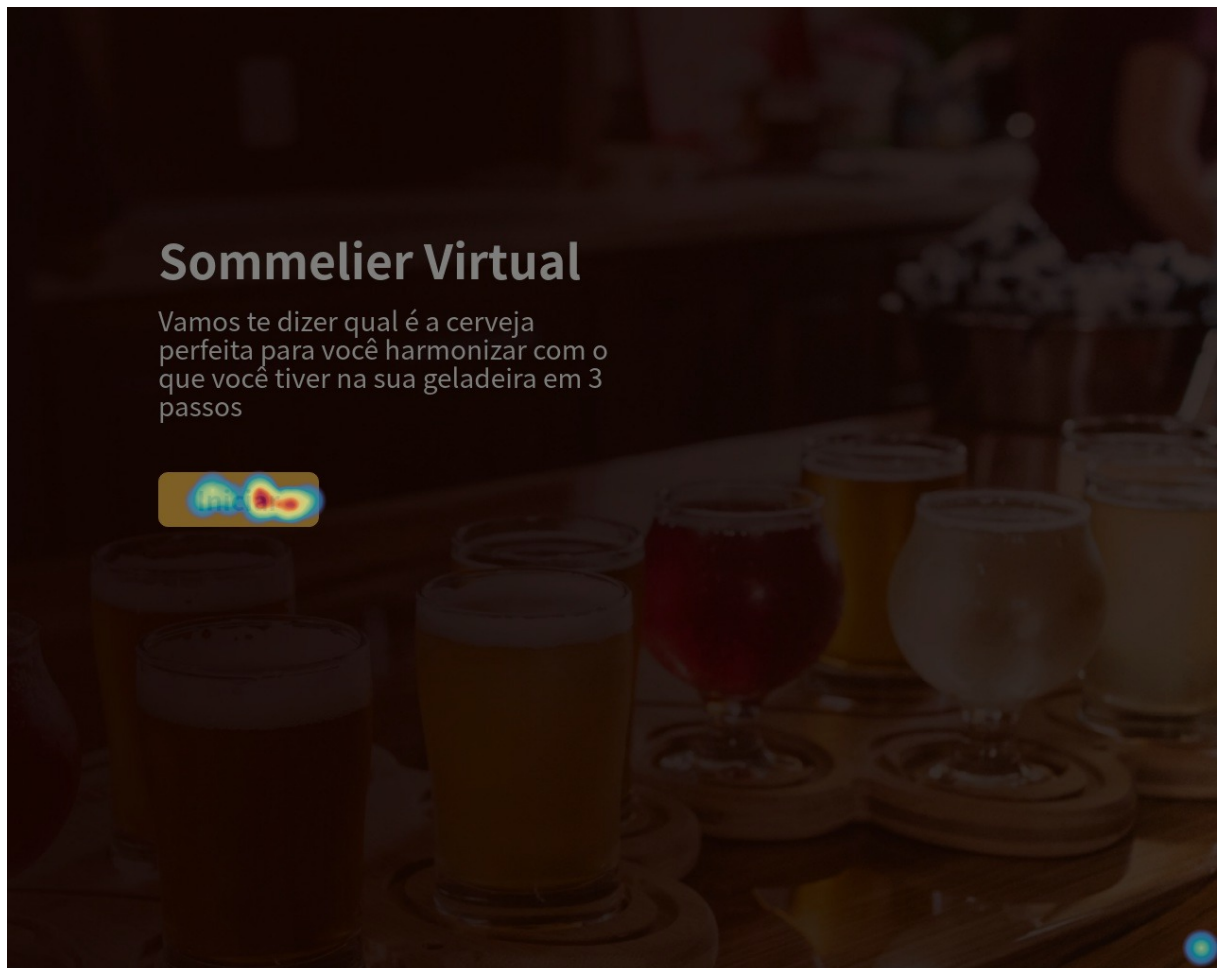 Sommelier Virtual
Vamos te dizer qual é a cerveja
perfeita para você harmonizar com o
que você tiver na sua geladeira em 3
passos
Iniciar